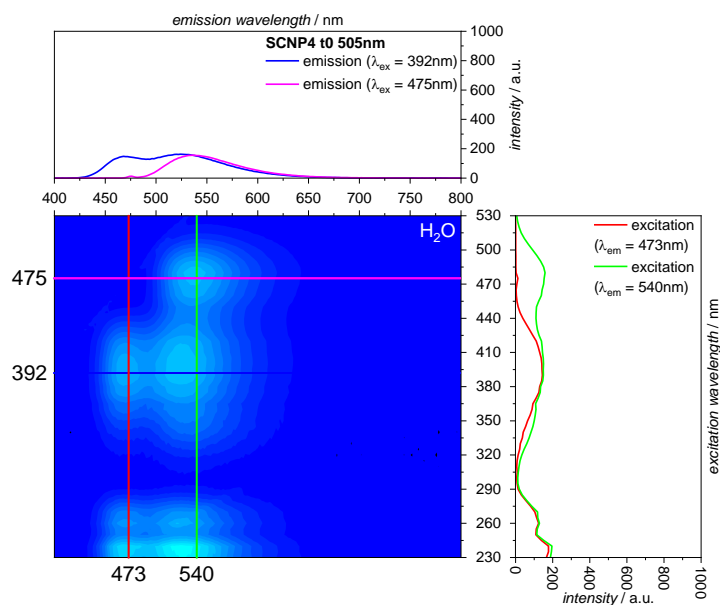 emission wavelength / nm
SCNP4 t0 505nm
emission (λex = 392nm)
emission (λex = 475nm)
1000
800
600
400
200
0
intensity / a.u.
400 450 500 550 600 650 700 750 800
H2O
475
392
473 540
530
500
470
440
410
380
350
320
290
260
230
excitation
(λem = 473nm)
excitation
(λem = 540nm)
excitation wavelength / nm
0 200 400 600 800 1000
intensity / a.u.